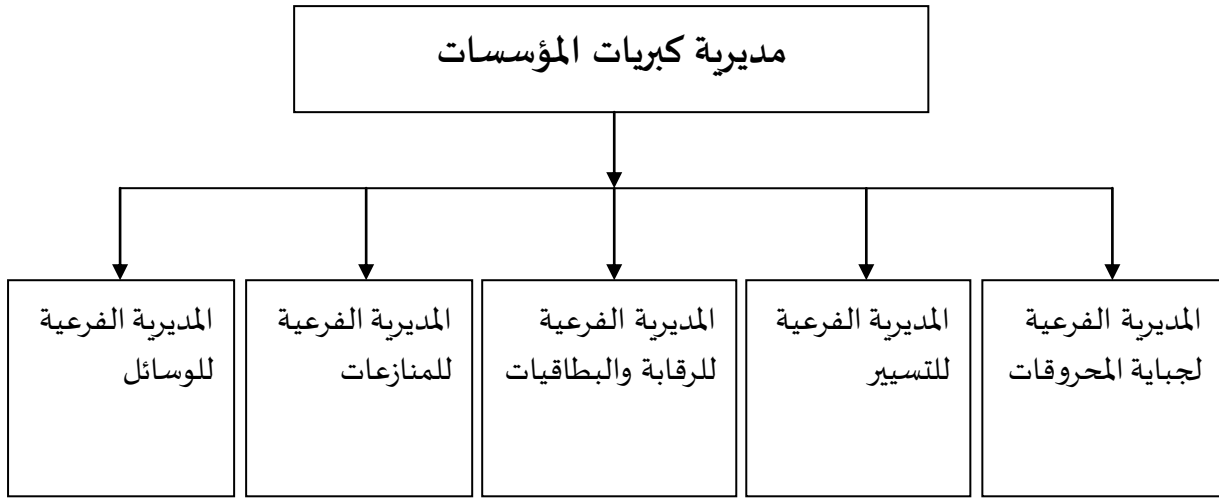 مديرية كبريات المؤسسات
المديرية الفرعية
لجباية المحروقات
المديرية الفرعية
للتسيير
المديرية الفرعية
للرقابة والبطاقيات
المديرية الفرعية
للمنازعات
المديرية الفرعية
للوسائل